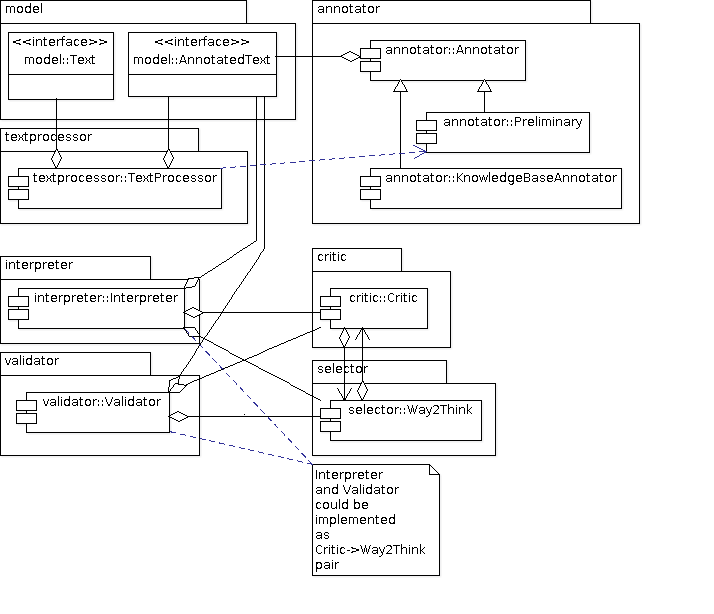 model
<<interface>>
model::Text
<<interface>>
model::AnnotatedText
annotator
annotator::Annotator
annotator::Preliminary
annotator::KnowledgeBaseAnnotator
textprocessor
textprocessor::TextProcessor
interpreter
interpreter::Interpreter
critic
critic::Critic
validator
validator::Validator
selector
selector::Way2Think
Interpreter
and Validator
could be
implemented
as
Critic->Way2Think
pair